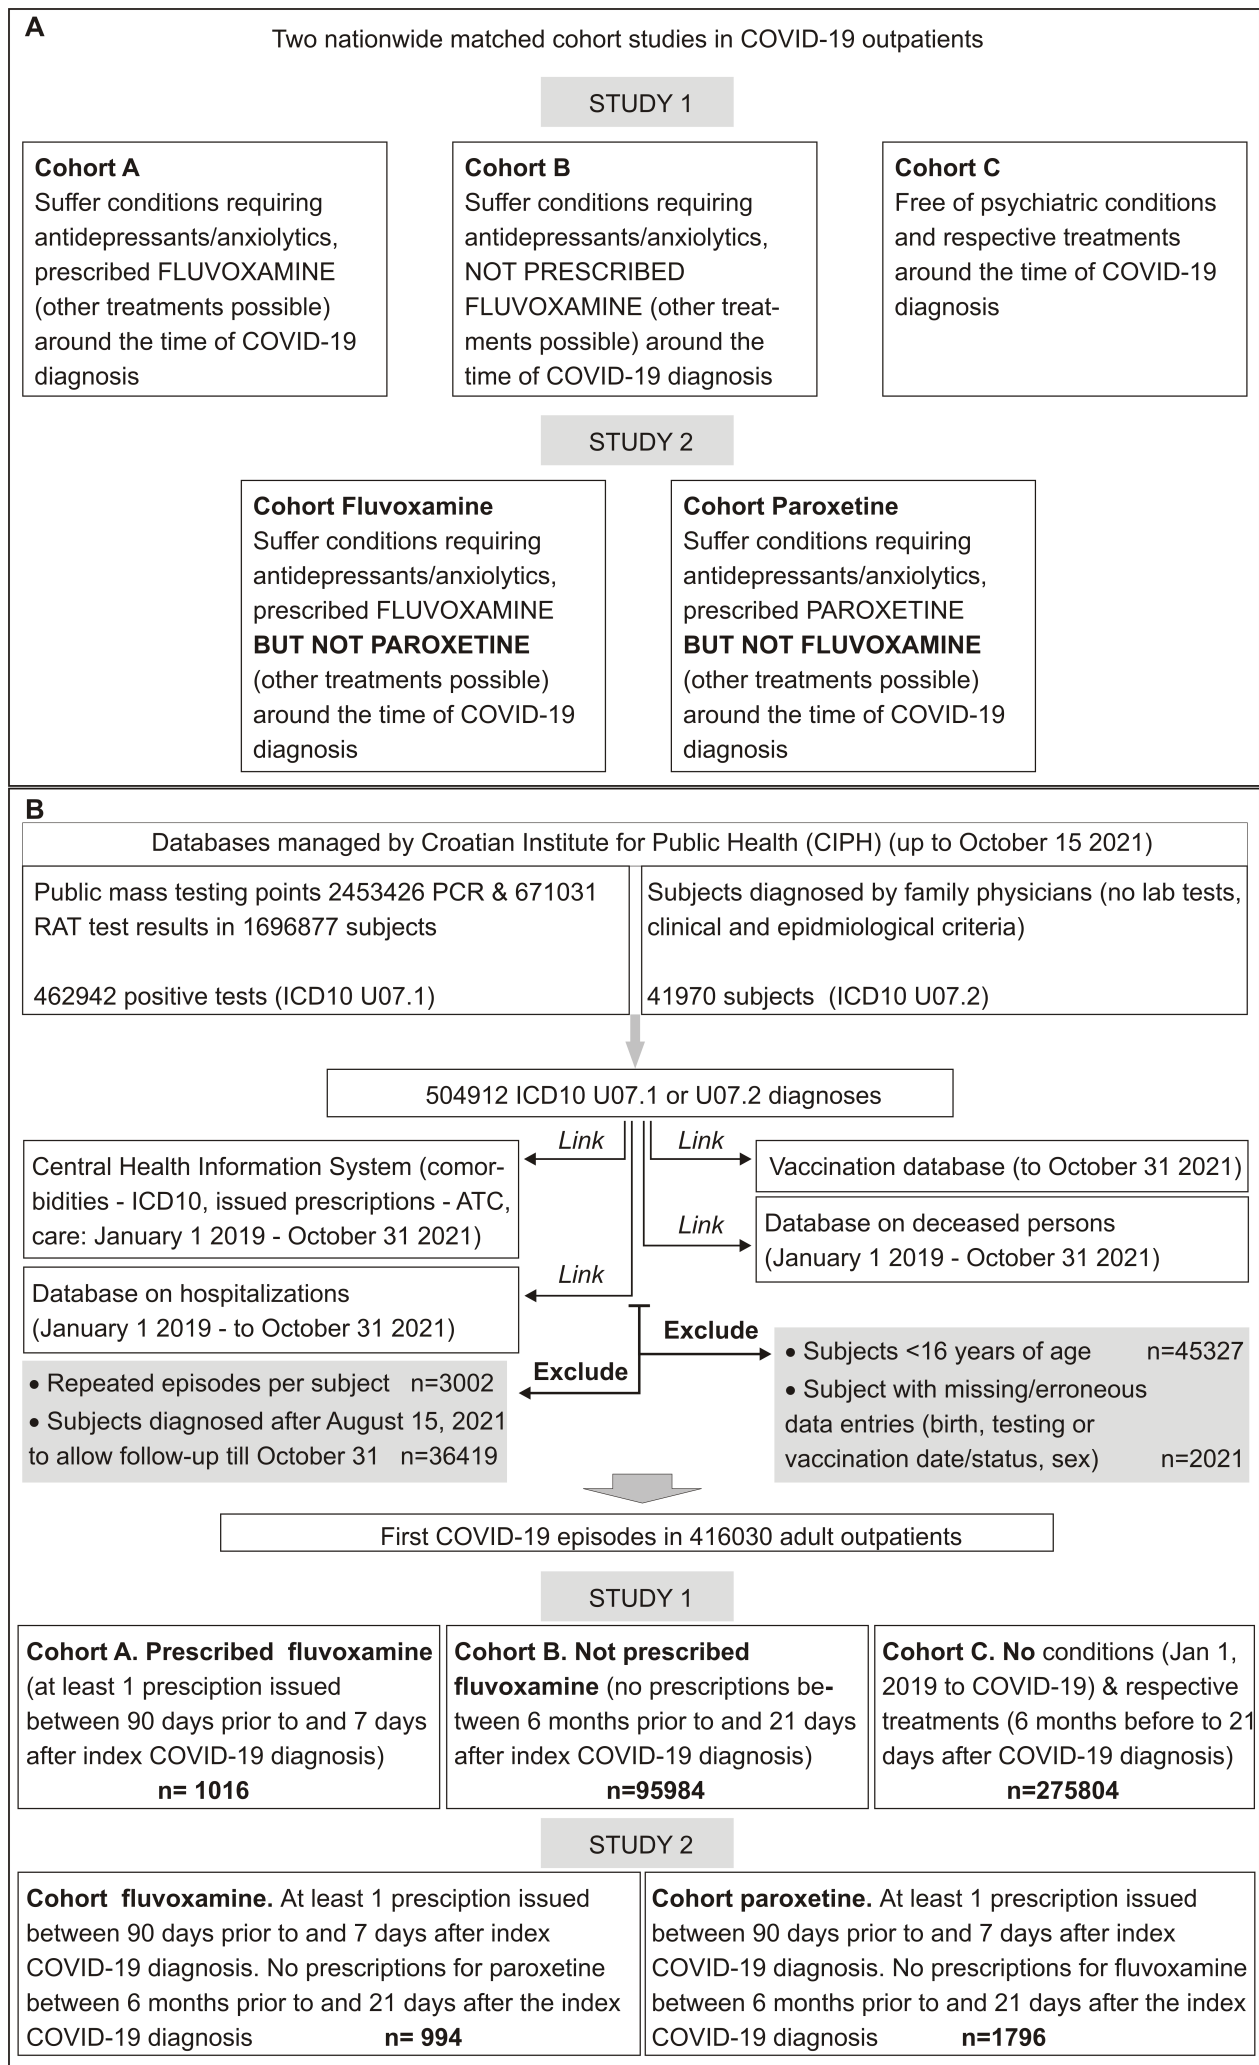 A
Two nationwide matched cohort studies in COVID-19 outpatients
STUDY 1
Cohort A
Suffer conditions requiring
antidepressants/anxiolytics,
prescribed FLUVOXAMINE
(other treatments possible)
around the time of COVID-19
diagnosis
Cohort B
Suffer conditions requiring
antidepressants/anxiolytics,
NOT PRESCRIBED
FLUVOXAMINE (other treat-
ments possible) around the
time of COVID-19 diagnosis
Cohort C
Free of psychiatric conditions
and respective treatments
around the time of COVID-19
diagnosis
STUDY 2
Cohort Fluvoxamine
Suffer conditions requiring
antidepressants/anxiolytics,
prescribed FLUVOXAMINE
BUT NOT PAROXETINE
(other treatments possible)
around the time of COVID-19
diagnosis
Cohort Paroxetine
Suffer conditions requiring
antidepressants/anxiolytics,
prescribed PAROXETINE
BUT NOT FLUVOXAMINE
(other treatments possible)
around the time of COVID-19
diagnosis
B
Databases managed by Croatian Institute for Public Health (CIPH) (up to October 15 2021)
Public mass testing points 2453426 PCR & 671031
RAT test results in 1696877 subjects
462942 positive tests (ICD10 U07.1)
Subjects diagnosed by family physicians (no lab tests,
clinical and epidmiological criteria)
41970 subjects (ICD10 U07.2)
504912 ICD10 U07.1 or U07.2 diagnoses
Link
Link
Central Health Information System (comor-
bidities - ICD10, issued prescriptions - ATC,
care: January 1 2019 - October 31 2021)
Vaccination database (to October 31 2021)
Link
Database on deceased persons
(January 1 2019 - October 31 2021)
Link
Database on hospitalizations
(January 1 2019 - to October 31 2021)
Exclude
Exclude
• Repeated episodes per subject n=3002
• Subjects diagnosed after August 15, 2021
to allow follow-up till October 31 n=36419
• Subjects <16 years of age n=45327
• Subject with missing/erroneous
data entries (birth, testing or
vaccination date/status, sex) n=2021
First COVID-19 episodes in 416030 adult outpatients
STUDY 1
Cohort A. Prescribed fluvoxamine
(at least 1 presciption issued
between 90 days prior to and 7 days
after index COVID-19 diagnosis)
n= 1016
Cohort B. Not prescribed
fluvoxamine (no prescriptions be-
tween 6 months prior to and 21 days
after index COVID-19 diagnosis)
n=95984
Cohort C. No conditions (Jan 1,
2019 to COVID-19) & respective
treatments (6 months before to 21
days after COVID-19 diagnosis)
n=275804
STUDY 2
Cohort fluvoxamine. At least 1 presciption issued
between 90 days prior to and 7 days after index
COVID-19 diagnosis. No prescriptions for paroxetine
between 6 months prior to and 21 days after the index
COVID-19 diagnosis n= 994
Cohort paroxetine. At least 1 prescription issued
between 90 days prior to and 7 days after index
COVID-19 diagnosis. No prescriptions for fluvoxamine
between 6 months prior to and 21 days after the index
COVID-19 diagnosis n=1796